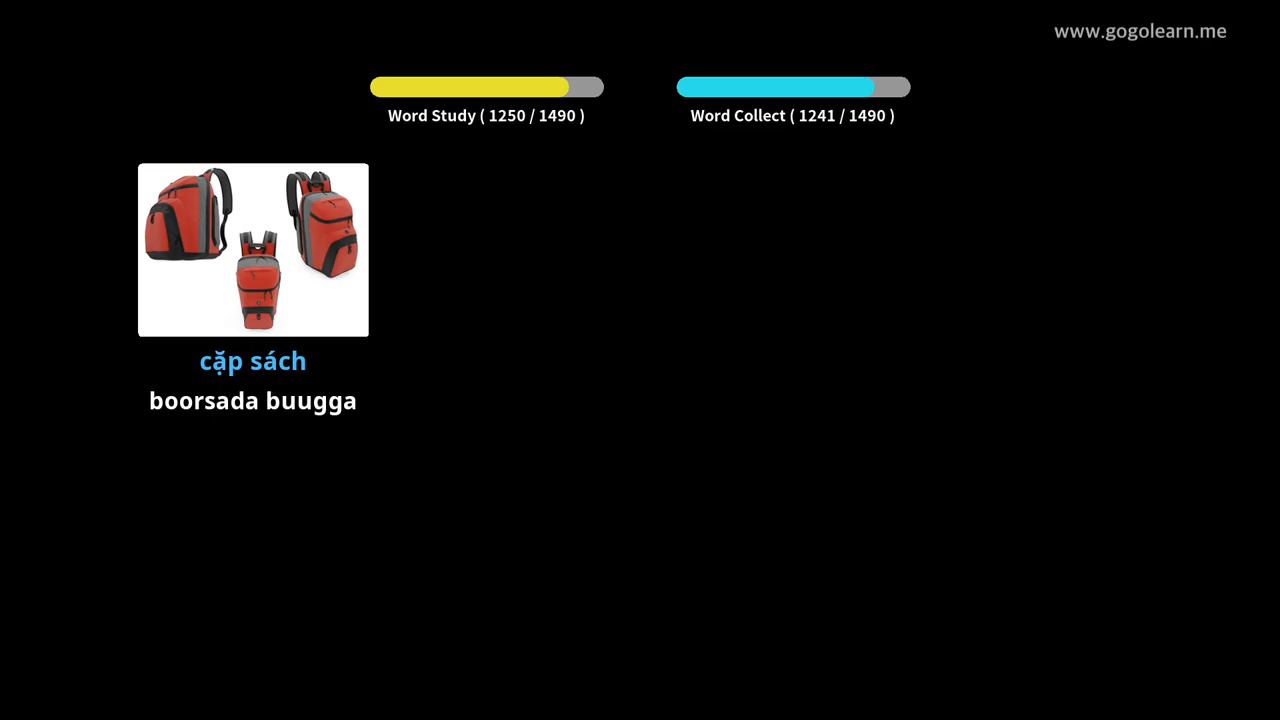 www.gogolearn.me
Word Study ( 1250 / 1490 )
Word Collect ( 1241 / 1490 )
cặp sách
boorsada buugga